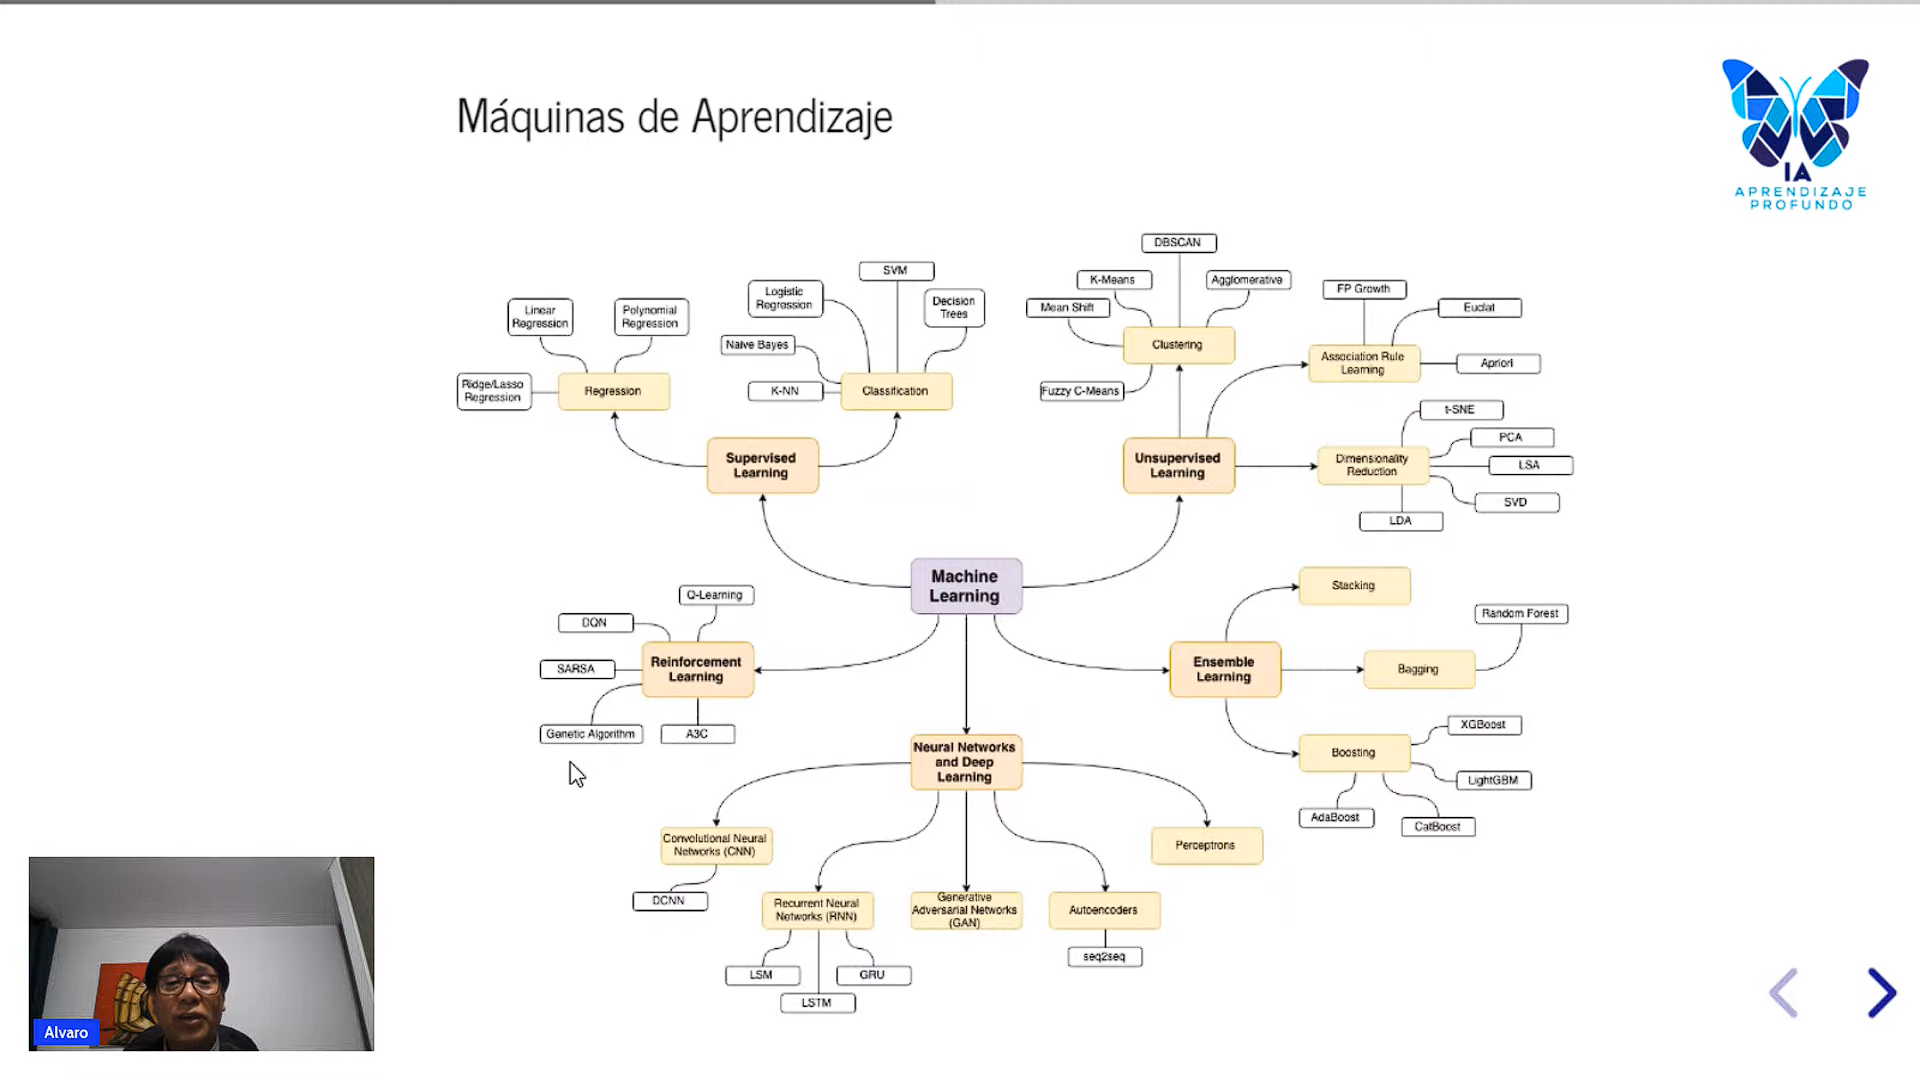 Máquinas de Aprendizaje
IA
APRENDIZAJE
PROFUNDO
DBSCAN
SVM
K-Means
Agglomerative
Logistic
Regression
FP Growth
Decision
Trees
Linear
Regression
Polynomial
Regression
Mean Shift
Euclat
Naive Bayes
Clustering
Association Rule
Learning
Apriori
Ridge/Lasso
Regression
Regression
K-NN
Classification
Fuzzy C-Means
t-SNE
PCA
Supervised
Learning
Unsupervised
Learning
Dimensionality
Reduction
LSA
SVD
LDA
Machine
Learning
Stacking
Q-Learning
Random Forest
DQN
SARSA
Reinforcement
Learning
Ensemble
Learning
Bagging
Genetic Algorithm
A3C
XGBoost
Neural Networks
and Deep
Learning
Boosting
LightGBM
AdaBoost
CatBoost
Convolutional Neural
Networks (CNN)
Perceptrons
DCNN
Recurrent Neural
Networks (RNN)
Generative
Adversarial Networks
(GAN)
Autoencoders
seq2seq
LSM
GRU
LSTM
Alvaro